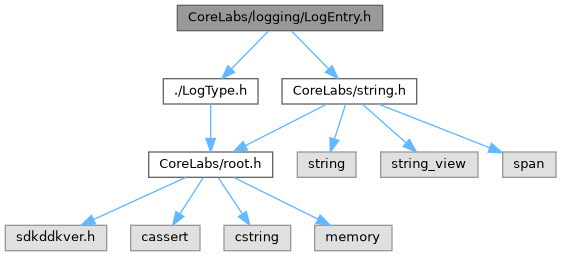 CoreLabs/logging/LogEntry.h
./LogType.h
CoreLabs/string.h
CoreLabs/root.h
string
string_view
span
sdkddkver.h
cassert
cstring
memory